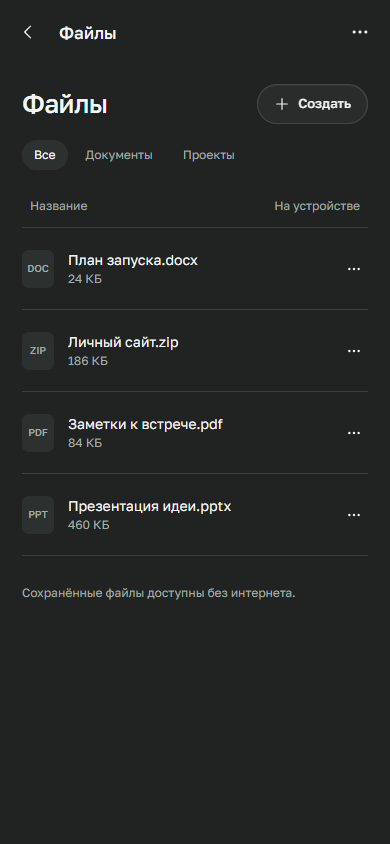 Файлы
Файлы
Создать
Все Документы Проекты
Название На устройстве
DOC План запуска.docx
24 КБ
ZIP Личный сайт.zip
186 КБ
PDF Заметки к встрече.pdf
84 КБ
PPT Презентация идеи.pptx
460 КБ
Сохранённые файлы доступны без интернета.